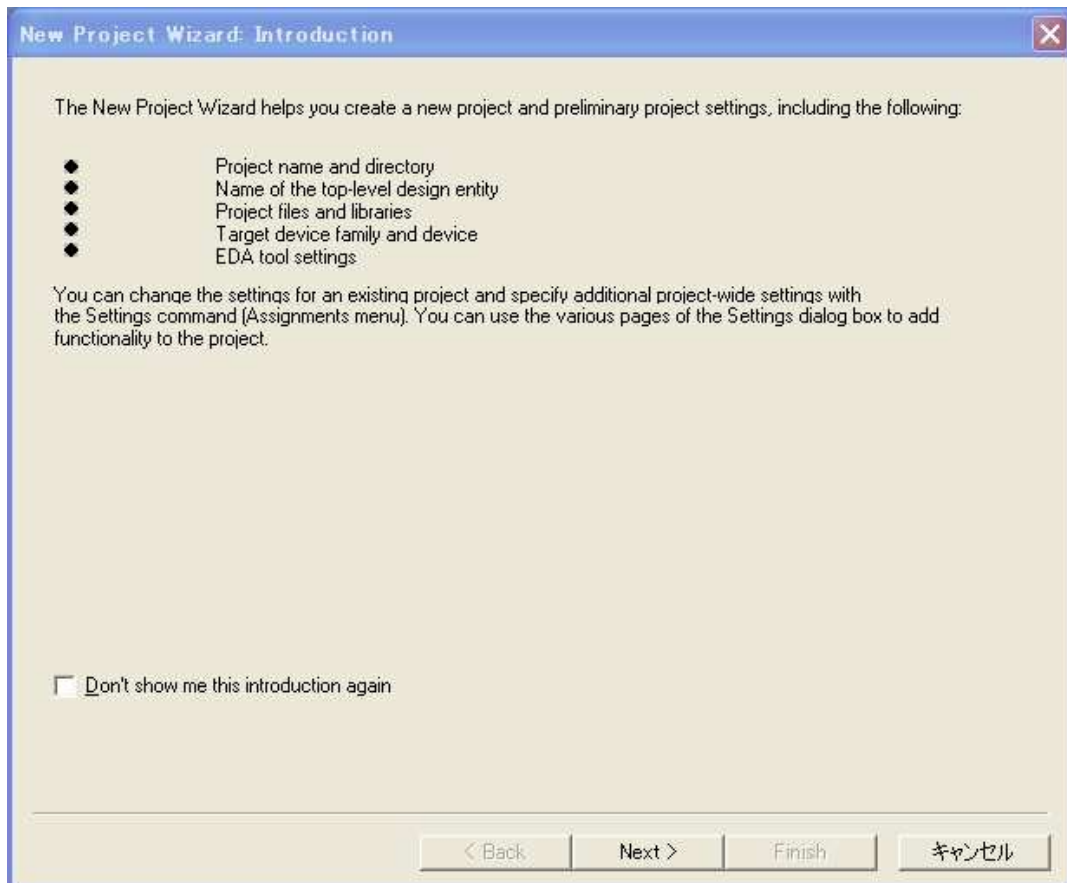 New Project Wizard: Introduction
The New Project Wizard helps you create a new project and preliminary project settings, including the following:
◆ Project name and directory
◆ Name of the top-level design entity
◆ Project files and libraries
◆ Target device family and device
◆ EDA tool settings
You can change the settings for an existing project and specify additional project-wide settings with
the Settings command (Assignments menu). You can use the various pages of the Settings dialog box to add
functionality to the project.
Don't show me this introduction again
< Back Next > Finish キャンセル